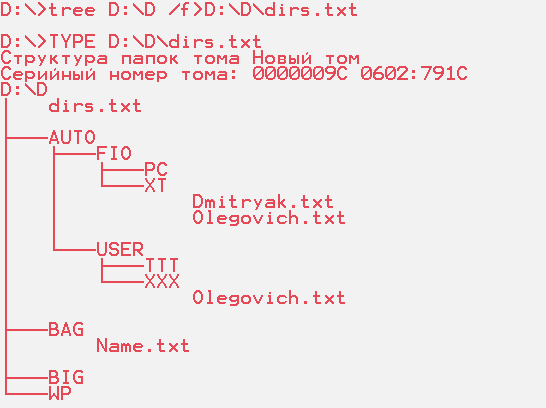 D:\>tree D:\D /f>D:\D\dirs.txt
D:\>TYPE D:\D\dirs.txt
Структура папок тома Новый том
Серийный номер тома: 0000009C 0602:791C
D:\D
dirs.txt
AUTO
FIO
PC
XT
Dmitryak.txt
Olegovich.txt
USER
TTT
XXX
Olegovich.txt
BAG
Name.txt
BIG
WP